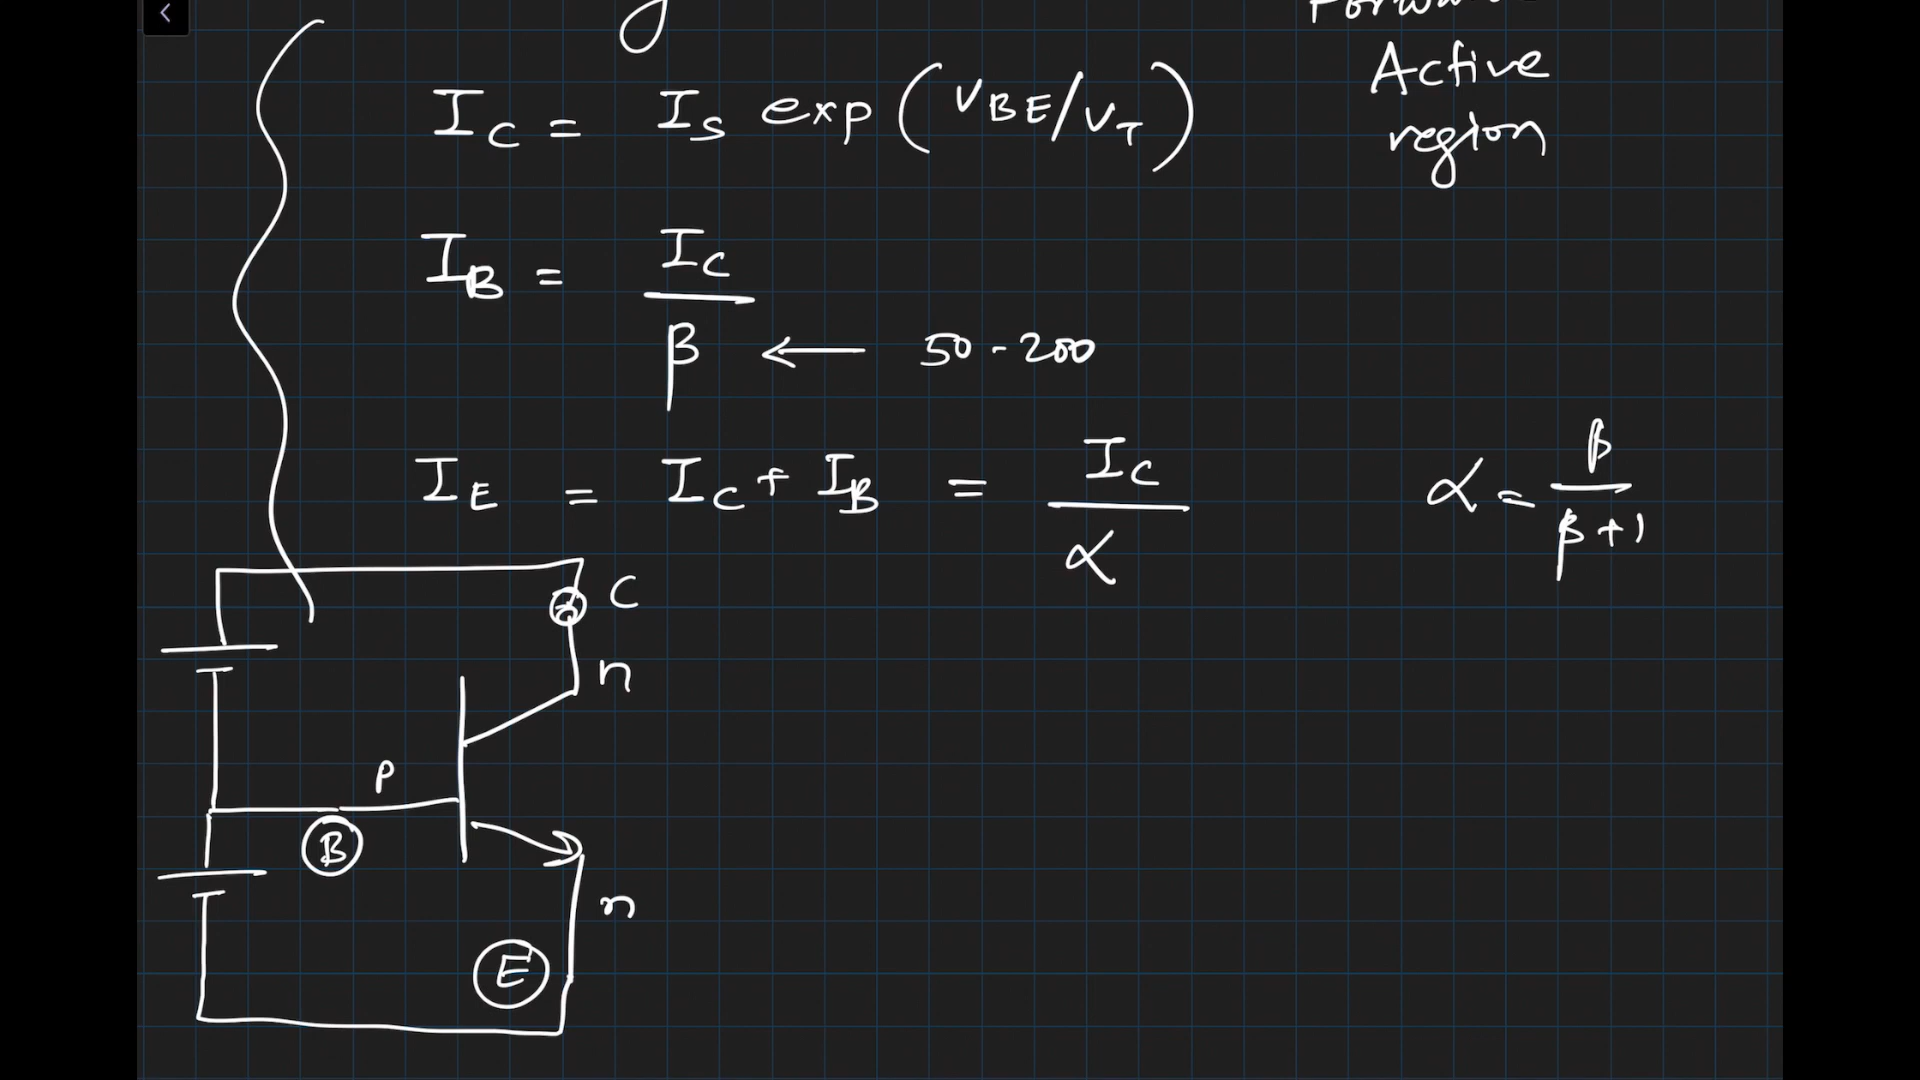 Active
region
I_C = I_S exp (V_BE/V_T)
I_B = I_C / β ← 50 - 200
I_E = I_C + I_B = I_C / α
α = β / β+1
C
n
P
B
n
E